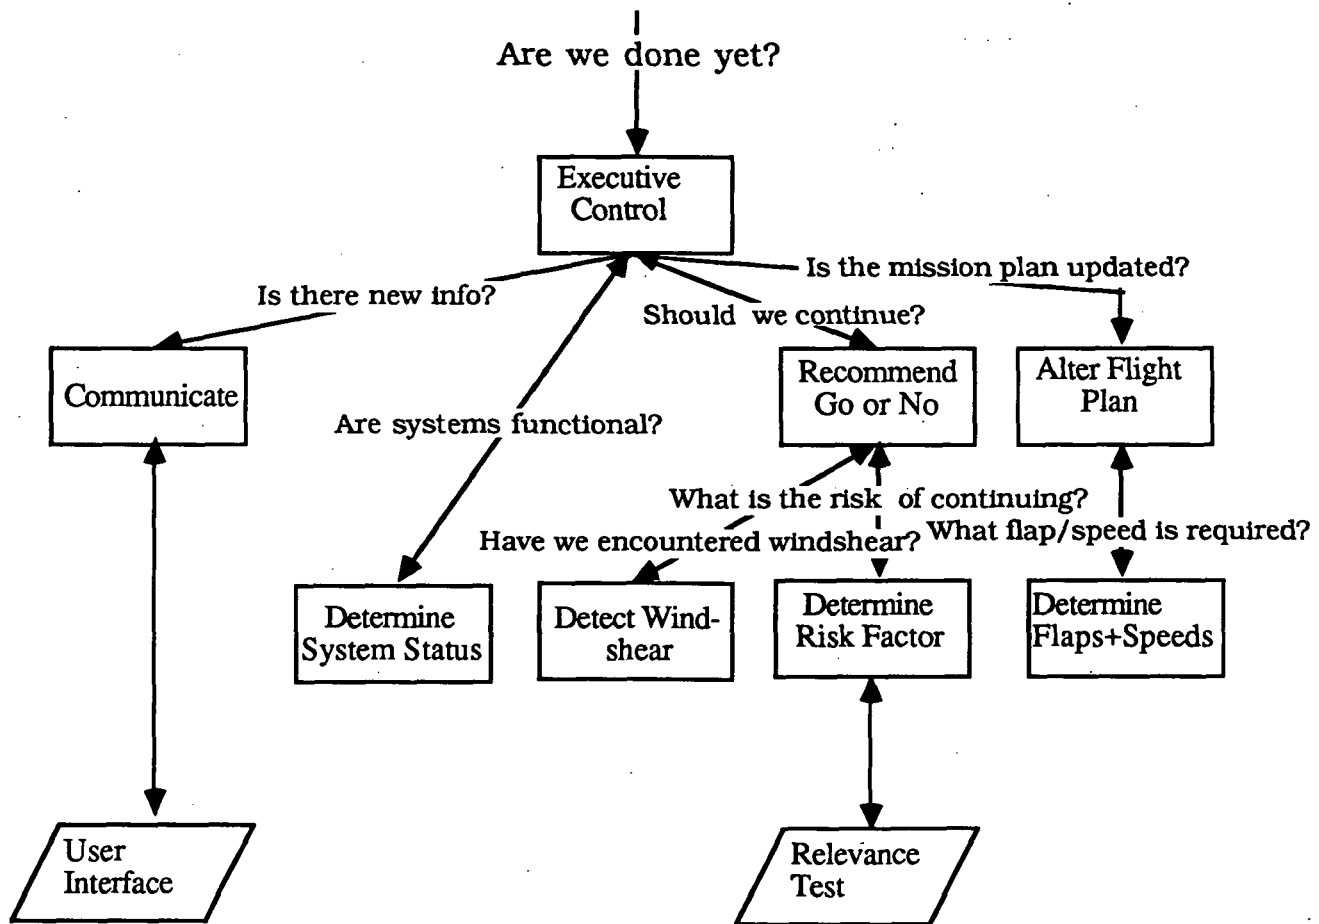 Are we done yet?
Executive
Control
Is the mission plan updated?
Is there new info?
Should we continue?
Communicate
Recommend
Go or No
Alter Flight
Plan
Are systems functional?
What is the risk of continuing?
Have we encountered windshear?
What flap/speed is required?
Determine
System Status
Detect Wind-
shear
Determine
Risk Factor
Determine
Flaps+Speeds
User
Interface
Relevance
Test